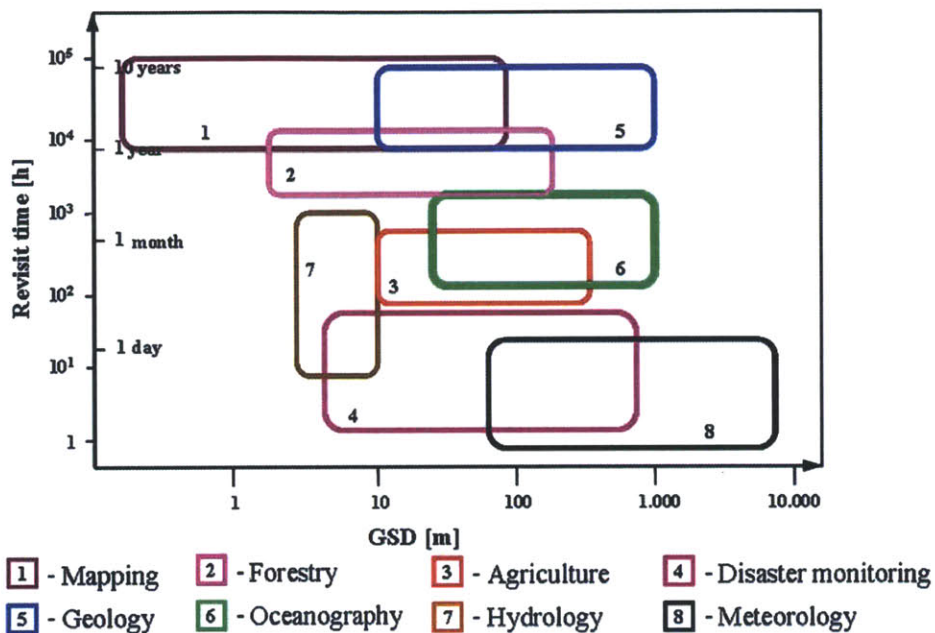 10⁵
10 years
1
5
10⁴
1 year
2
Revisit time [h]
10³
1 month
7
3
6
10²
1 day
10¹
4
8
1
1 10 100 1.000 10.000
GSD [m]
1 - Mapping 2 - Forestry 3 - Agriculture 4 - Disaster monitoring
5 - Geology 6 - Oceanography 7 - Hydrology 8 - Meteorology